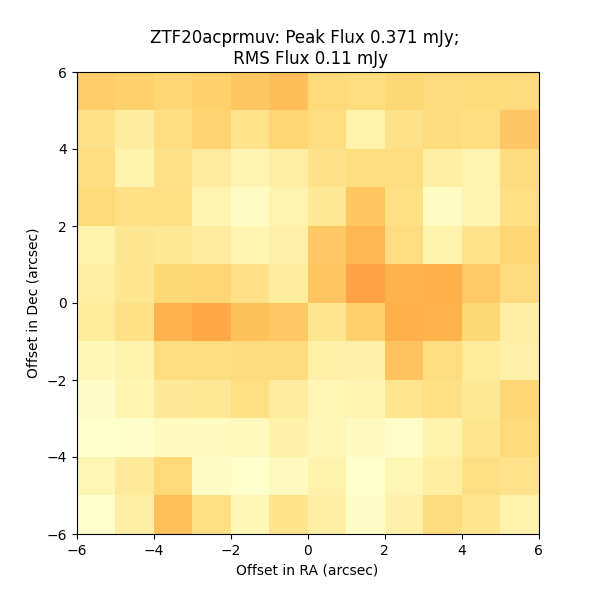 ZTF20acprmuv: Peak Flux 0.371 mJy;
RMS Flux 0.11 mJy
6
4
2
0
−2
−4
−6
Offset in Dec (arcsec)
−6 −4 −2 0 2 4 6
Offset in RA (arcsec)